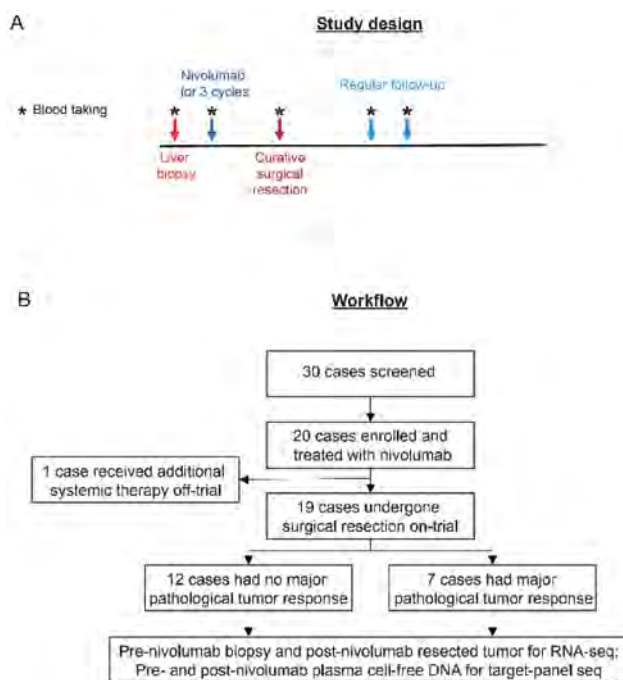 A
Study design
Nivolumab
for 3 cycles
Regular follow-up
* Blood taking
* * * * *
Liver
biopsy
Curative
surgical
resection
B
Workflow
30 cases screened
20 cases enrolled and
treated with nivolumab
1 case received additional
systemic therapy off-trial
19 cases undergone
surgical resection on-trial
12 cases had no major
pathological tumor response
7 cases had major
pathological tumor response
Pre-nivolumab biopsy and post-nivolumab resected tumor for RNA-seq;
Pre- and post-nivolumab plasma cell-free DNA for target-panel seq